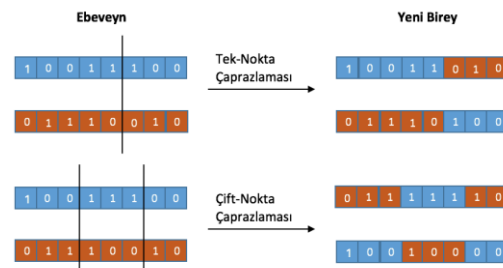 Ebeveyn
Yeni Birey
1 0 0 1 1 1 0 0
Tek-Nokta
Çaprazlaması
1 0 0 1 1 0 1 0
0 1 1 1 0 0 1 0
0 1 1 1 0 1 0 0
1 0 0 1 1 1 0 0
Çift-Nokta
Çaprazlaması
0 1 1 1 1 1 1 0
0 1 1 1 0 0 1 0
1 0 0 1 0 0 0 0